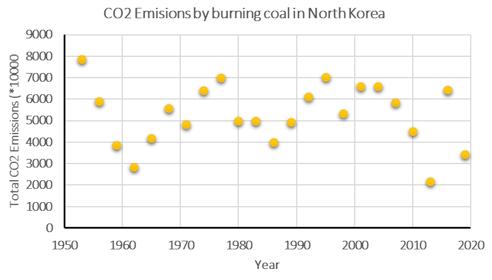 CO2 Emisions by burning coal in North Korea
Total CO2 Emissions (*10000
9000
8000
7000
6000
5000
4000
3000
2000
1000
0
1950 1960 1970 1980 1990 2000 2010 2020
Year